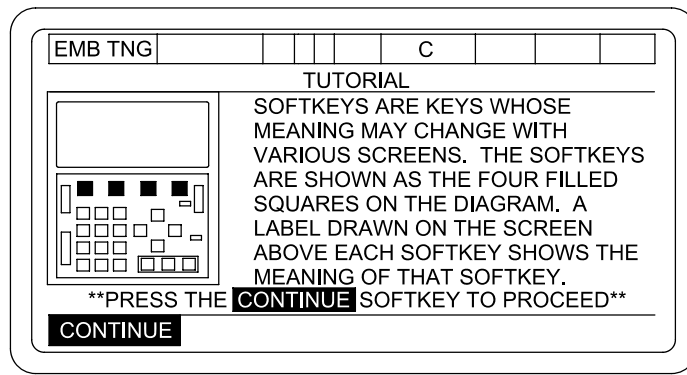 EMB TNG C
TUTORIAL
SOFTKEYS ARE KEYS WHOSE
MEANING MAY CHANGE WITH
VARIOUS SCREENS. THE SOFTKEYS
ARE SHOWN AS THE FOUR FILLED
SQUARES ON THE DIAGRAM. A
LABEL DRAWN ON THE SCREEN
ABOVE EACH SOFTKEY SHOWS THE
MEANING OF THAT SOFTKEY.
**PRESS THE CONTINUE SOFTKEY TO PROCEED**
CONTINUE